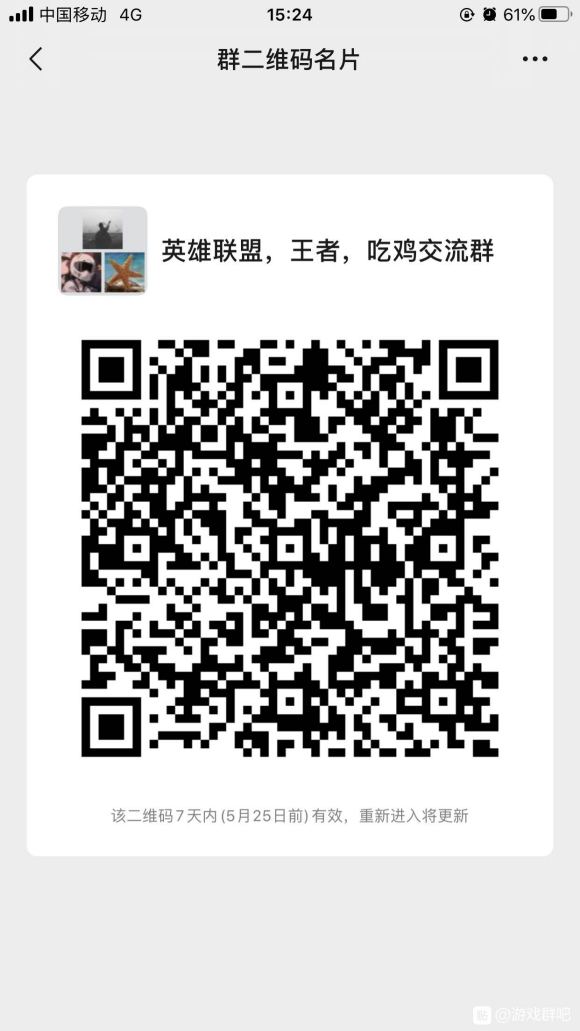 中国移动 4G 15:24 61%
群二维码名片
英雄联盟，王者，吃鸡交流群
该二维码7天内(5月25日前)有效，重新进入将更新
贴 @游戏群吧